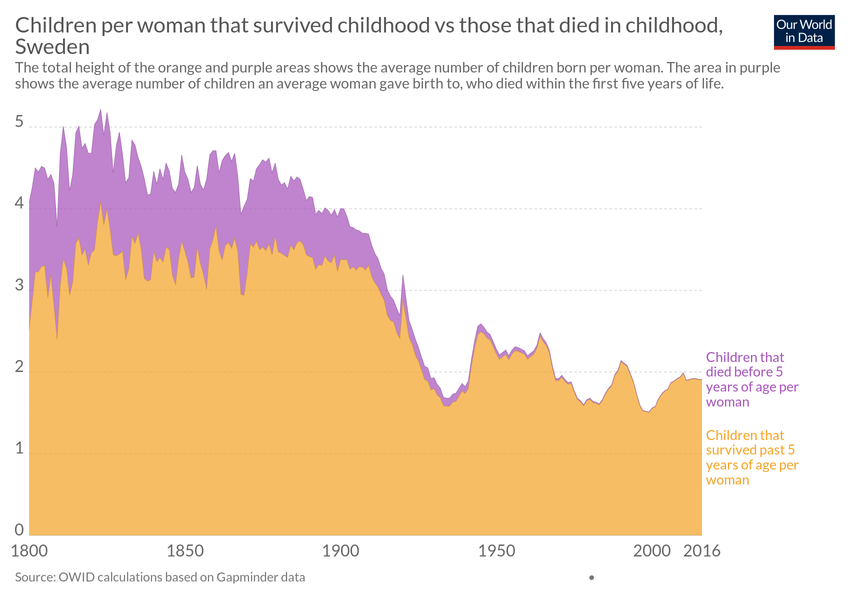 Children per woman that survived childhood vs those that died in childhood,
Sweden
Our World
in Data
The total height of the orange and purple areas shows the average number of children born per woman. The area in purple
shows the average number of children an average woman gave birth to, who died within the first five years of life.
5
4
3
2
1
0
Children that
died before 5
years of age per
woman
Children that
survived past 5
years of age per
woman
1800 1850 1900 1950 2000 2016
Source: OWID calculations based on Gapminder data